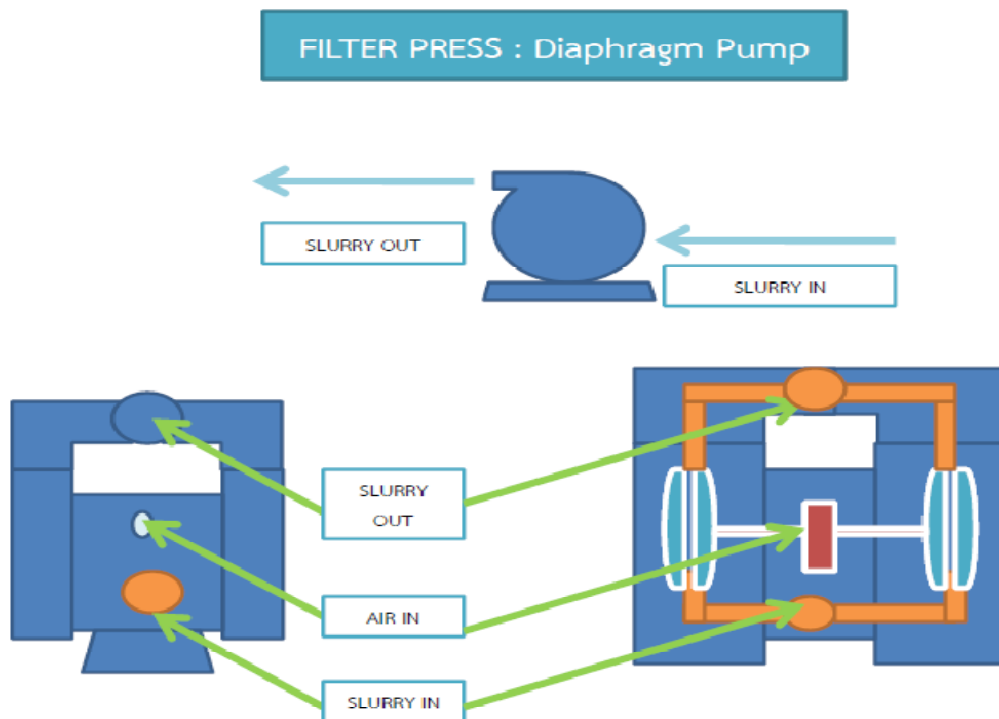 FILTER PRESS : Diaphragm Pump
SLURRY OUT
SLURRY IN
SLURRY
OUT
AIR IN
SLURRY IN